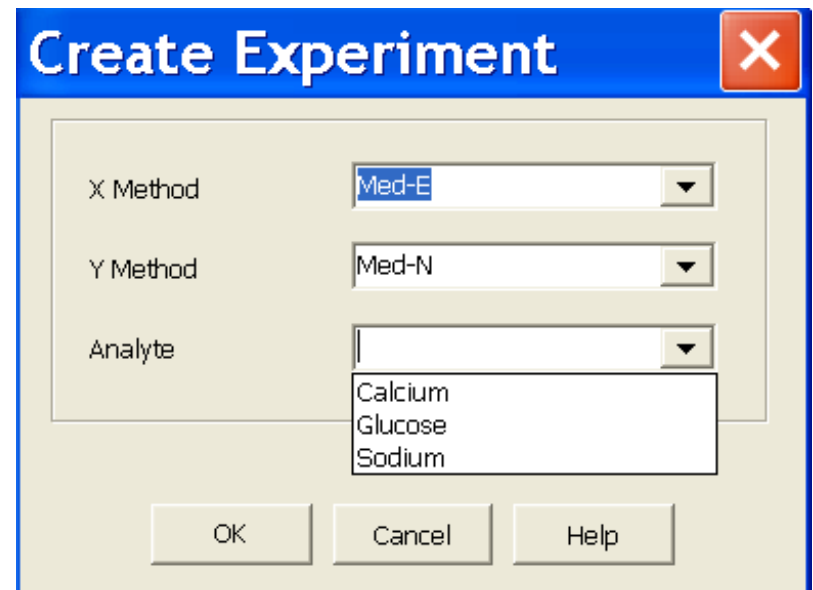 Create Experiment
X Method
Med-E
Y Method
Med-N
Analyte
Calcium
Glucose
Sodium
OK
Cancel
Help